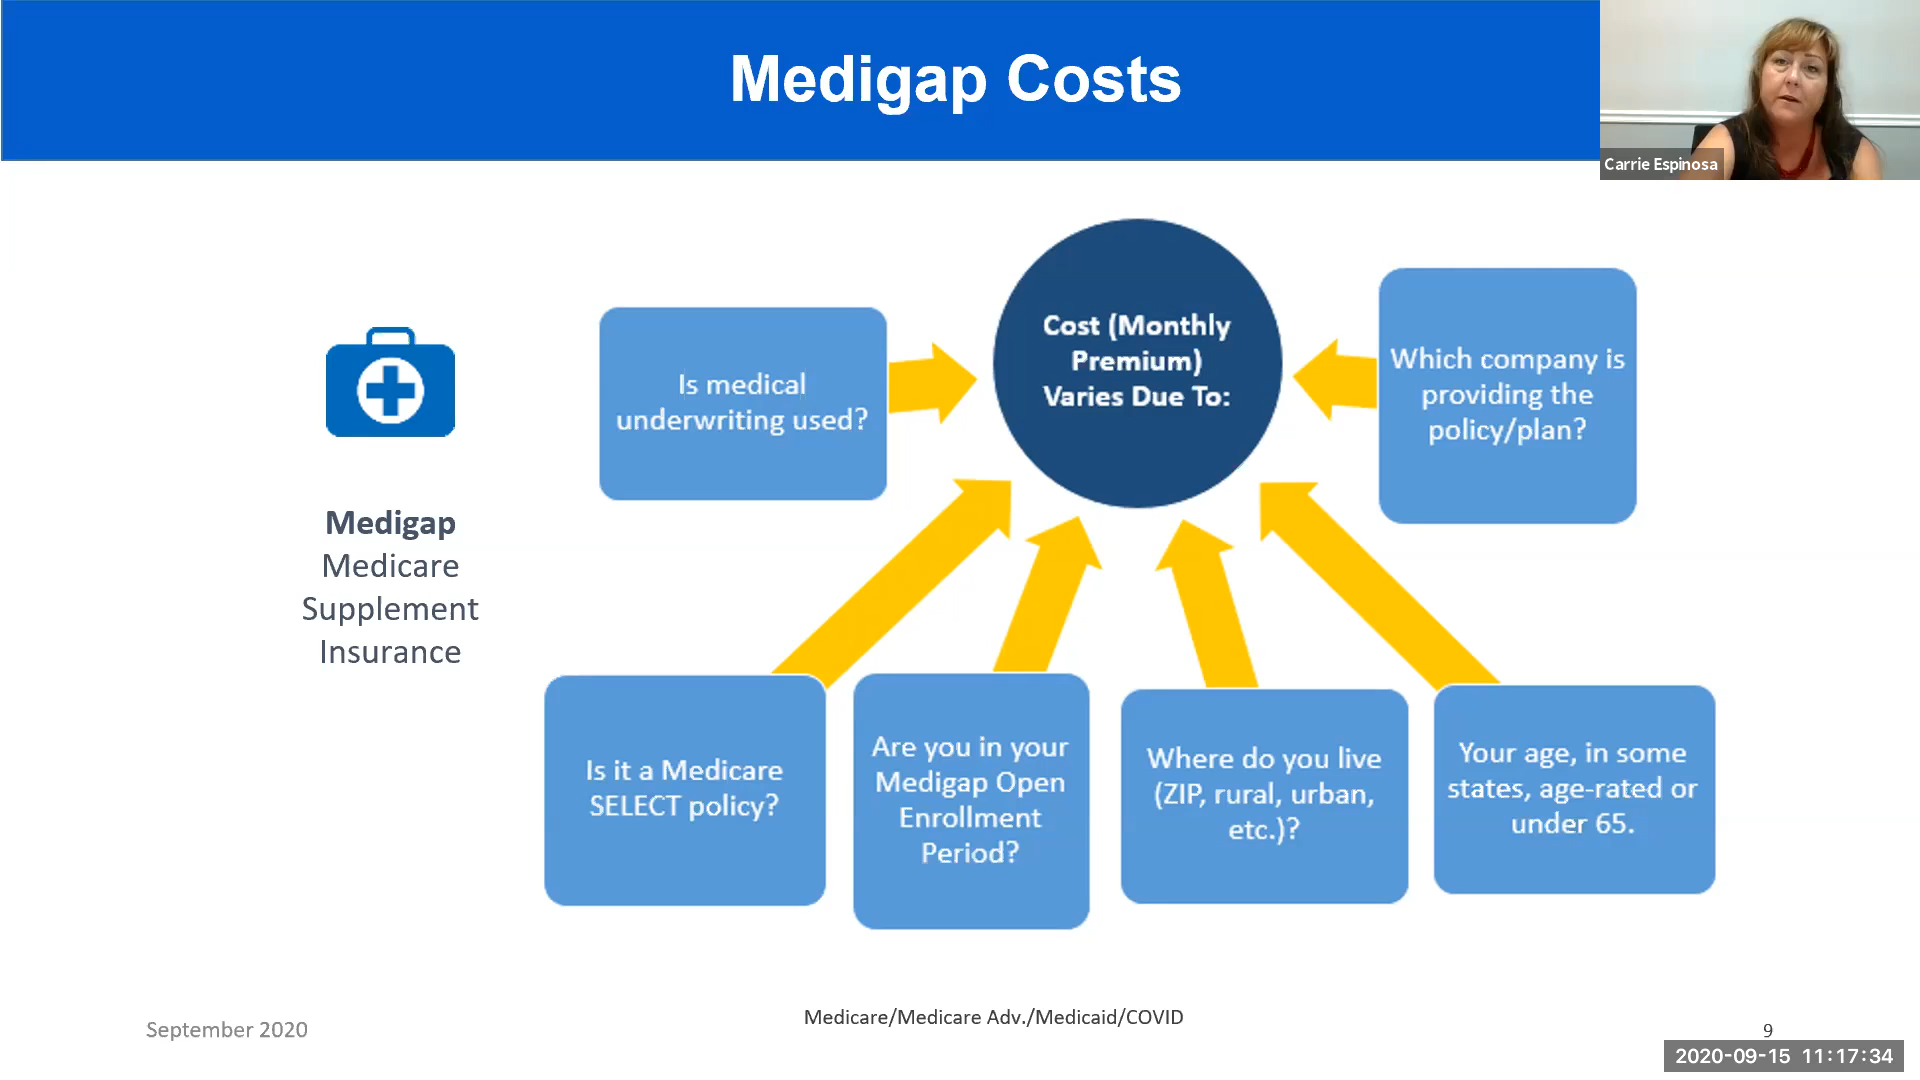 Medigap Costs
Carrie Espinosa
Cost (Monthly
Premium)
Varies Due To:
Is medical
underwriting used?
Which company is
providing the
policy/plan?
Medigap
Medicare
Supplement
Insurance
Is it a Medicare
SELECT policy?
Are you in your
Medigap Open
Enrollment
Period?
Where do you live
(ZIP, rural, urban,
etc.)?
Your age, in some
states, age-rated or
under 65.
September 2020
Medicare/Medicare Adv./Medicaid/COVID
9
2020-09-15 11:17:34